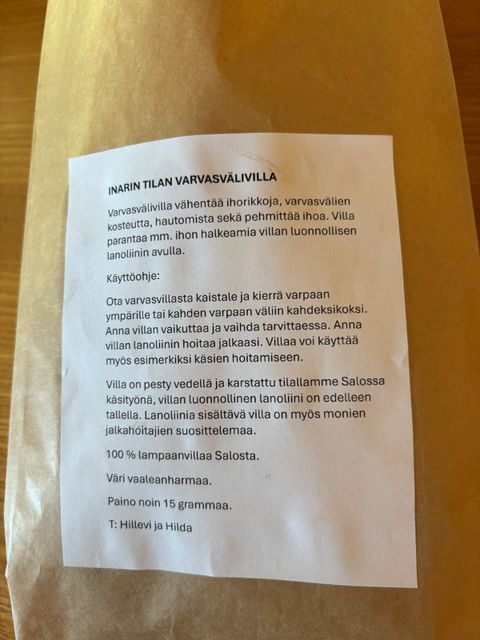 INARIN TILAN VARVASVÄLIVILLA
Varvasvälivilla vähentää ihorikkoja, varvasvälien
kosteutta, hautomista sekä pehmittää ihoa. Villa
parantaa mm. ihon halkeamia villan luonnollisen
lanoliinin avulla.
Käyttöohje:
Ota varvasvillasta kaistale ja kierrä varpaan
ympärille tai kahden varpaan väliin kahdeksikoksi.
Anna villan vaikuttaa ja vaihda tarvittaessa. Anna
villan lanoliinin hoitaa jalkaasi. Villaa voi käyttää
myös esimerkiksi käsien hoitamiseen.
Villa on pesty vedellä ja karstattu tilallamme Salossa
käsityönä, villan luonnollinen lanoliini on edelleen
tallella. Lanoliinia sisältävä villa on myös monien
jalkahoitajien suosittelemaa.
100 % lampaanvillaa Salosta.
Väri vaaleanharmaa.
Paino noin 15 grammaa.
T: Hillevi ja Hilda